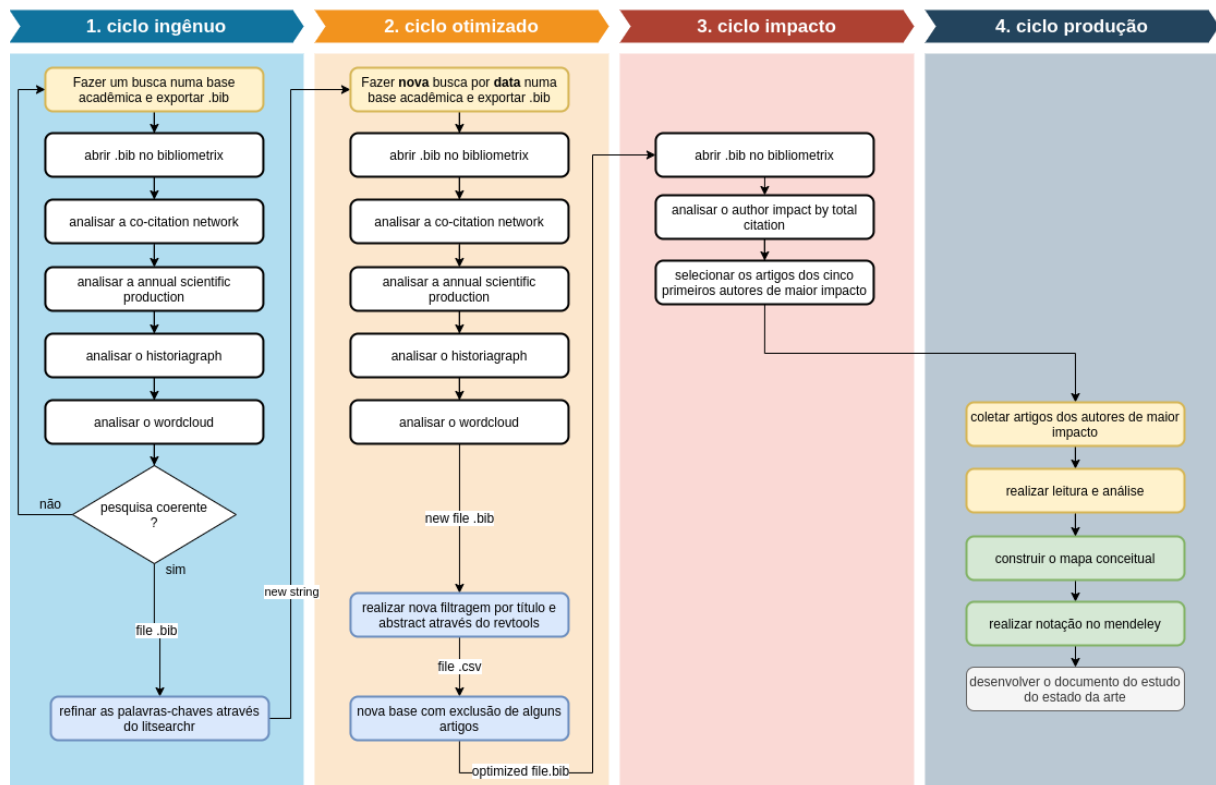 1. ciclo ingênuo
2. ciclo otimizado
3. ciclo impacto
4. ciclo produção
Fazer um busca numa base
acadêmica e exportar .bib
abrir .bib no bibliometrix
analisar a co-citation network
analisar a annual scientific
production
analisar o historiagraph
analisar o wordcloud
pesquisa coerente
?
não
sim
file .bib
refinar as palavras-chaves através
do litsearchr
new string
Fazer nova busca por data numa
base acadêmica e exportar .bib
abrir .bib no bibliometrix
analisar a co-citation network
analisar a annual scientific
production
analisar o historiagraph
analisar o wordcloud
new file .bib
realizar nova filtragem por título e
abstract através do revtools
file .csv
nova base com exclusão de alguns
artigos
optimized file.bib
abrir .bib no bibliometrix
analisar o author impact by total
citation
selecionar os artigos dos cinco
primeiros autores de maior impacto
coletar artigos dos autores de maior
impacto
realizar leitura e análise
construir o mapa conceitual
realizar notação no mendeley
desenvolver o documento do estudo
do estado da arte